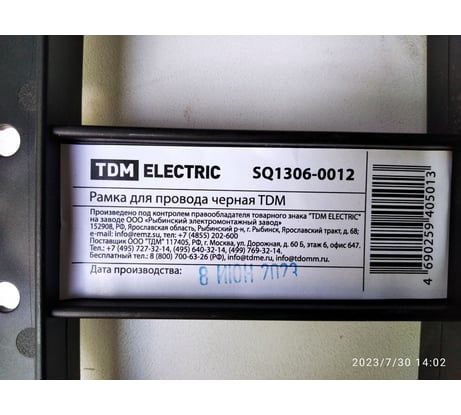 TDM ELECTRIC SQ1306-0012
Рамка для провода черная TDM
Произведено под контролем правообладателя товарного знака "TDM ELECTRIC"
на заводе ООО «Рыбинский электромонтажный завод»
152908, РФ, Ярославская область, Рыбинский р-н, г. Рыбинск, Ярославский тракт, д. 68;
e-mail: info@remz.su, тел. +7 (4855) 202-600
Поставщик ООО "ТДМ" 117405, РФ, г. Москва, ул. Дорожная, д. 60 Б, этаж 6, офис 647.
Тел.: +7 (495) 727-32-14, (495) 640-32-14, (499) 769-32-14.
Бесплатный тел.: 8 (800) 700-63-26 (РФ), info@tdme.ru, info@tdomm.ru
Дата производства: 8 ИЮН 2023
4 690259 405013
2023/7/30 14:02